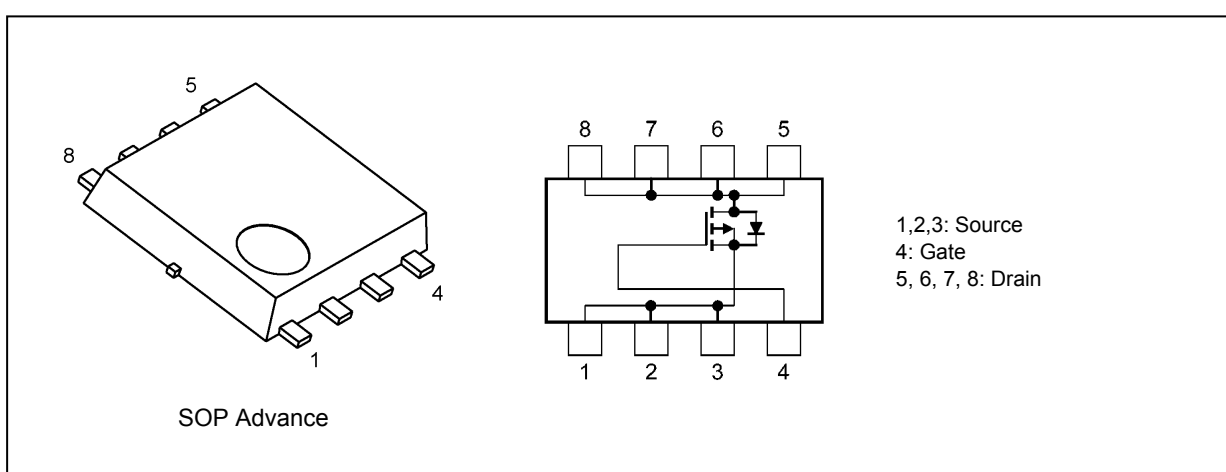 5
8
4
1
SOP Advance
8 7 6 5
1 2 3 4
1,2,3: Source
4: Gate
5, 6, 7, 8: Drain